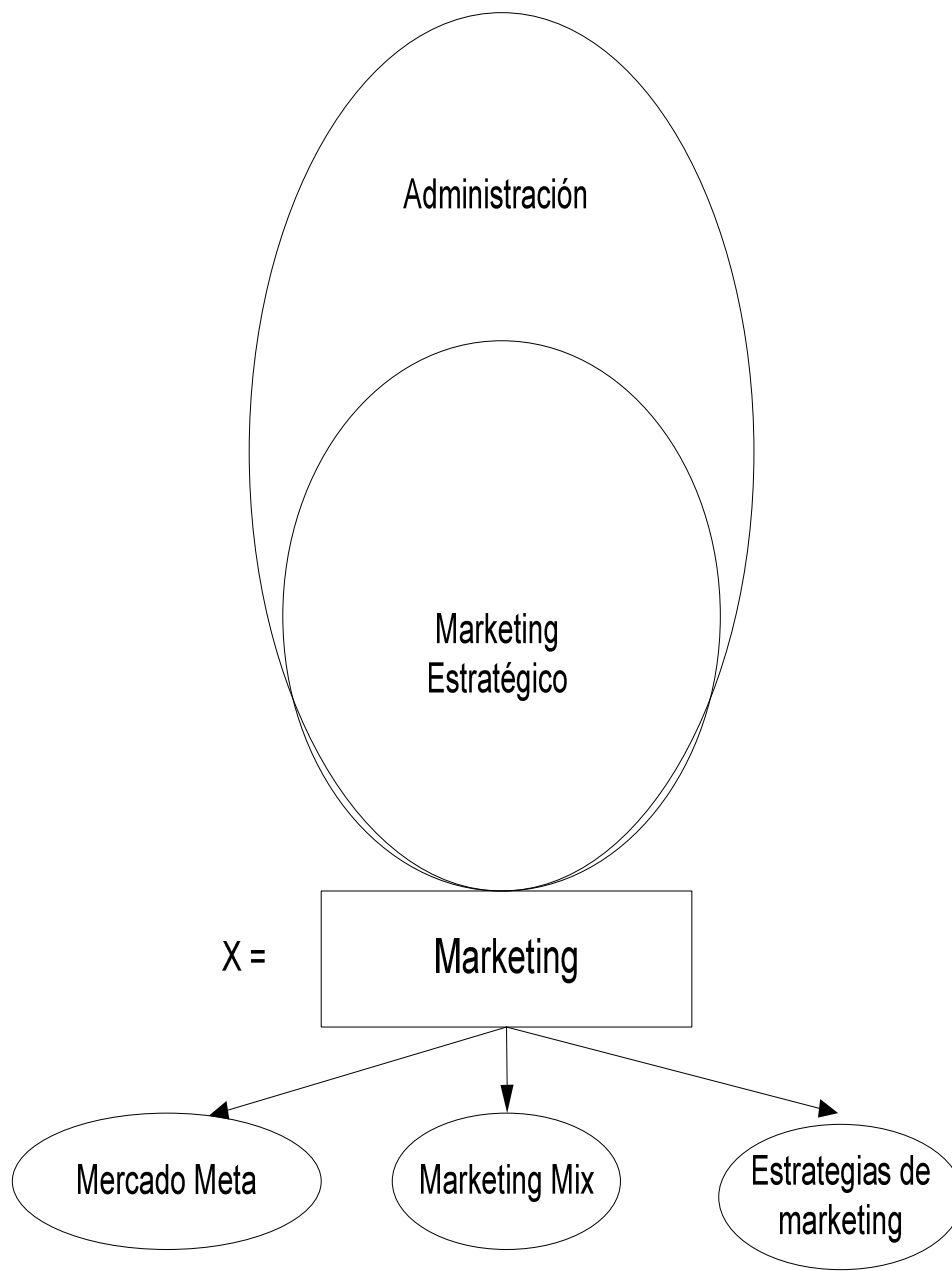 Administración
Marketing
Estratégico
X =
Marketing
Mercado Meta
Marketing Mix
Estrategias de
marketing